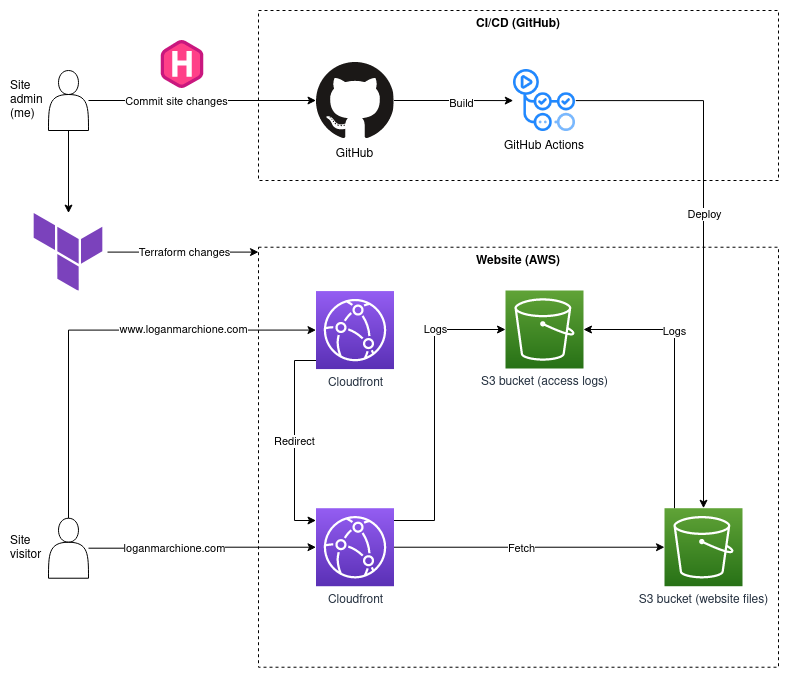 CI/CD (GitHub)
Site
admin
(me)
H
Commit site changes
Build
GitHub
GitHub Actions
Deploy
Terraform changes
Website (AWS)
www.loganmarchione.com
Logs
Logs
Cloudfront
S3 bucket (access logs)
Redirect
Site
visitor
loganmarchione.com
Fetch
Cloudfront
S3 bucket (website files)